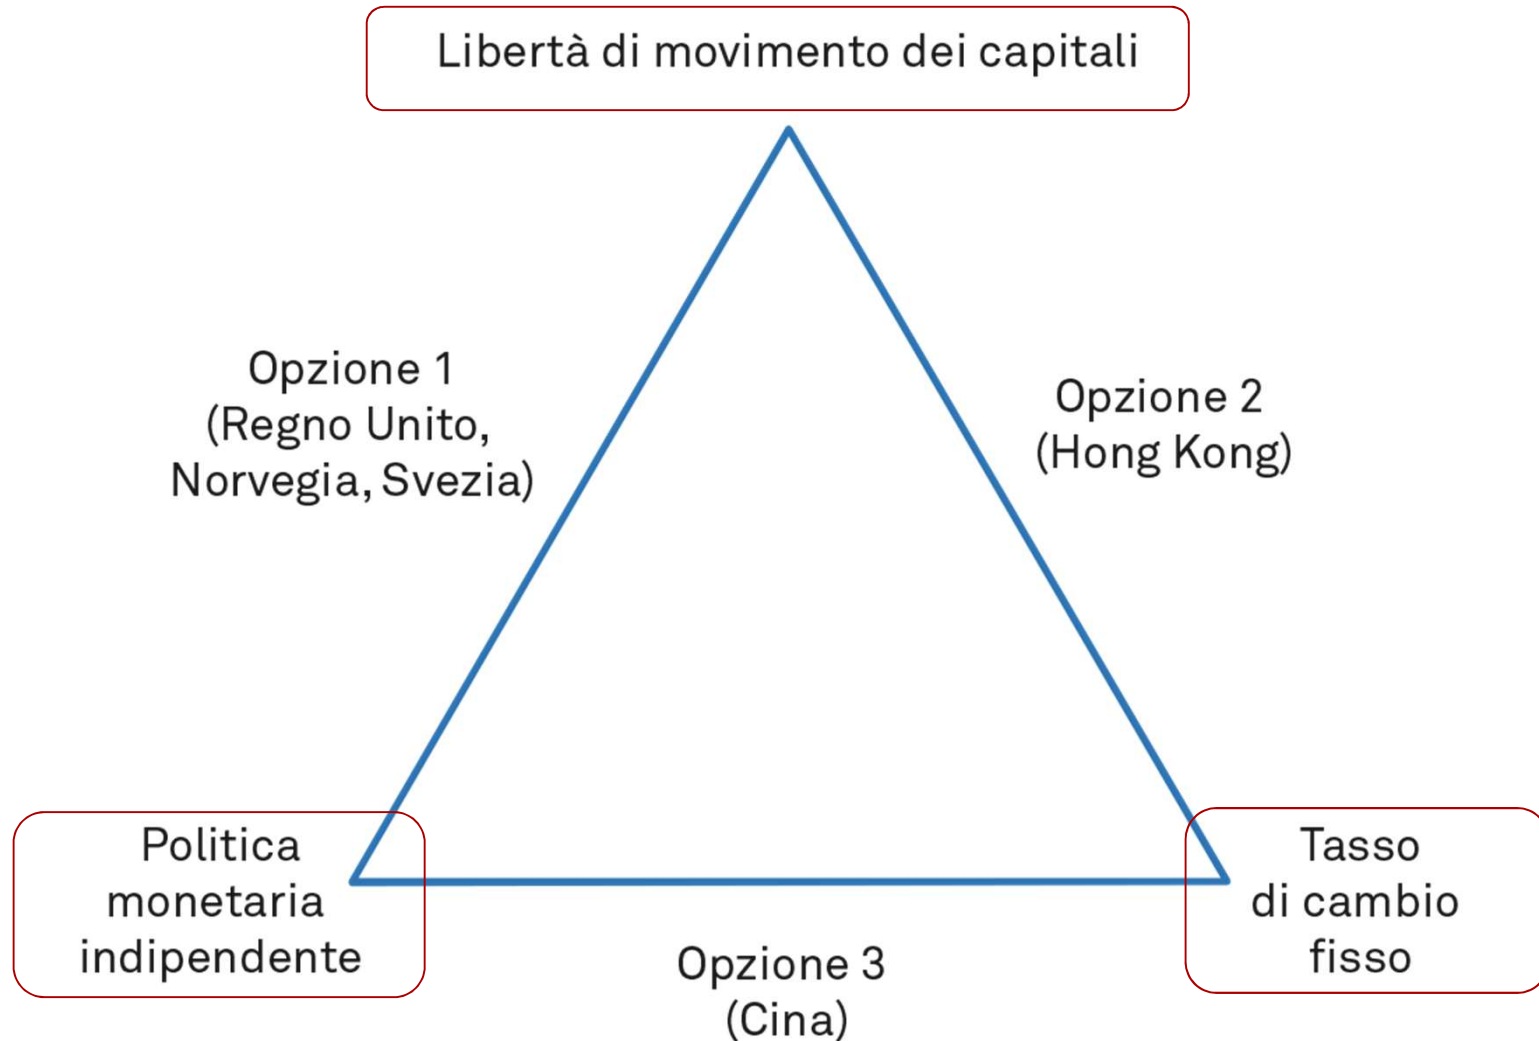 Libertà di movimento dei capitali
Opzione 1
(Regno Unito,
Norvegia, Svezia)
Opzione 2
(Hong Kong)
Politica
monetaria
indipendente
Tasso
di cambio
fisso
Opzione 3
(Cina)